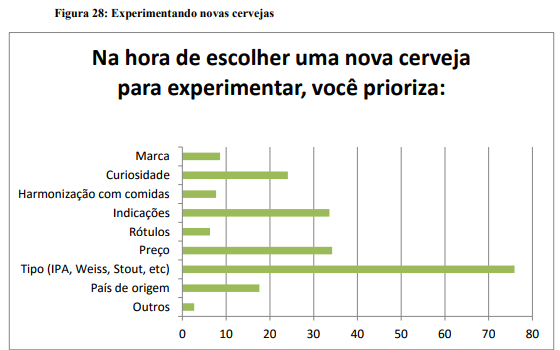 Figura 28: Experimentando novas cervejas
Na hora de escolher uma nova cerveja
para experimentar, você prioriza:
Marca
Curiosidade
Harmonização com comidas
Indicações
Rótulos
Preço
Tipo (IPA, Weiss, Stout, etc)
País de origem
Outros
0 10 20 30 40 50 60 70 80